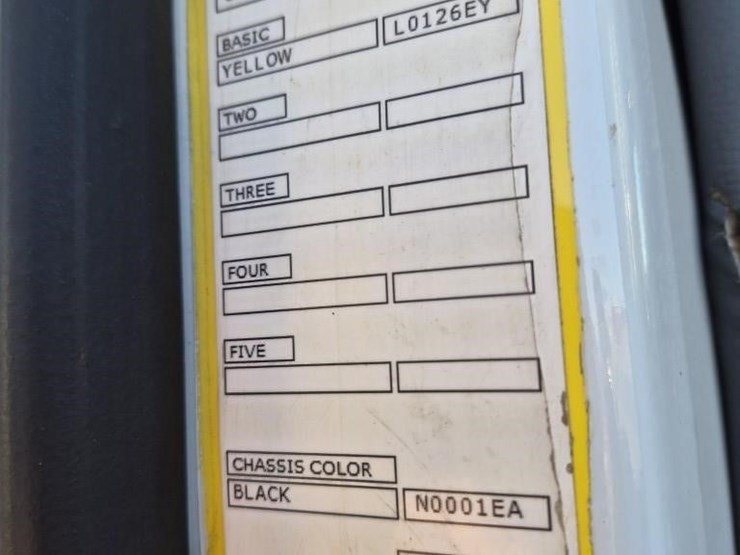 BASIC
YELLOW L0126EY
TWO
THREE
FOUR
FIVE
CHASSIS COLOR
BLACK N0001EA